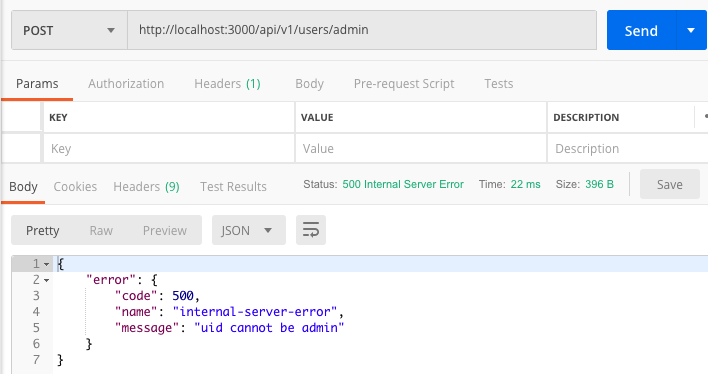 POST http://localhost:3000/api/v1/users/admin Send
Params Authorization Headers (1) Body Pre-request Script Tests
KEY VALUE DESCRIPTION
Key Value Description
Body Cookies Headers (9) Test Results Status: 500 Internal Server Error Time: 22 ms Size: 396 B Save
Pretty Raw Preview JSON
1 {
2 "error": {
3 "code": 500,
4 "name": "internal-server-error",
5 "message": "uid cannot be admin"
6 }
7 }